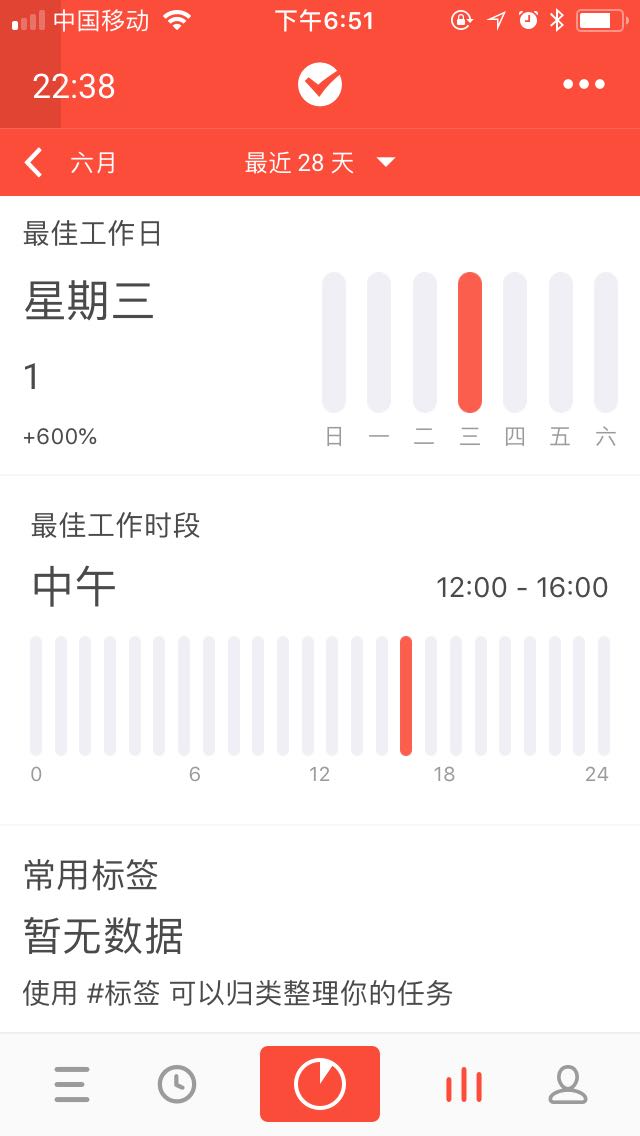 中国移动 下午6:51
22:38
六月 最近 28 天
最佳工作日
星期三
1
+600%
日 一 二 三 四 五 六
最佳工作时段
中午 12:00 - 16:00
0 6 12 18 24
常用标签
暂无数据
使用 #标签 可以归类整理你的任务